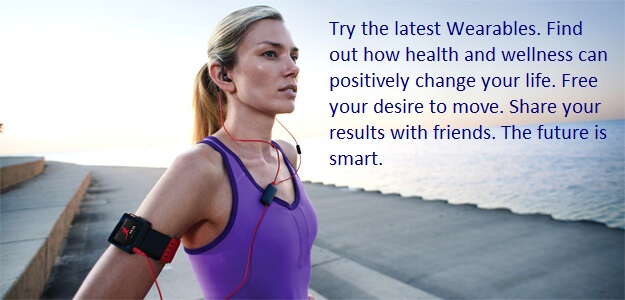 Try the latest Wearables. Find
out how health and wellness can
positively change your life. Free
your desire to move. Share your
results with friends. The future is
smart.